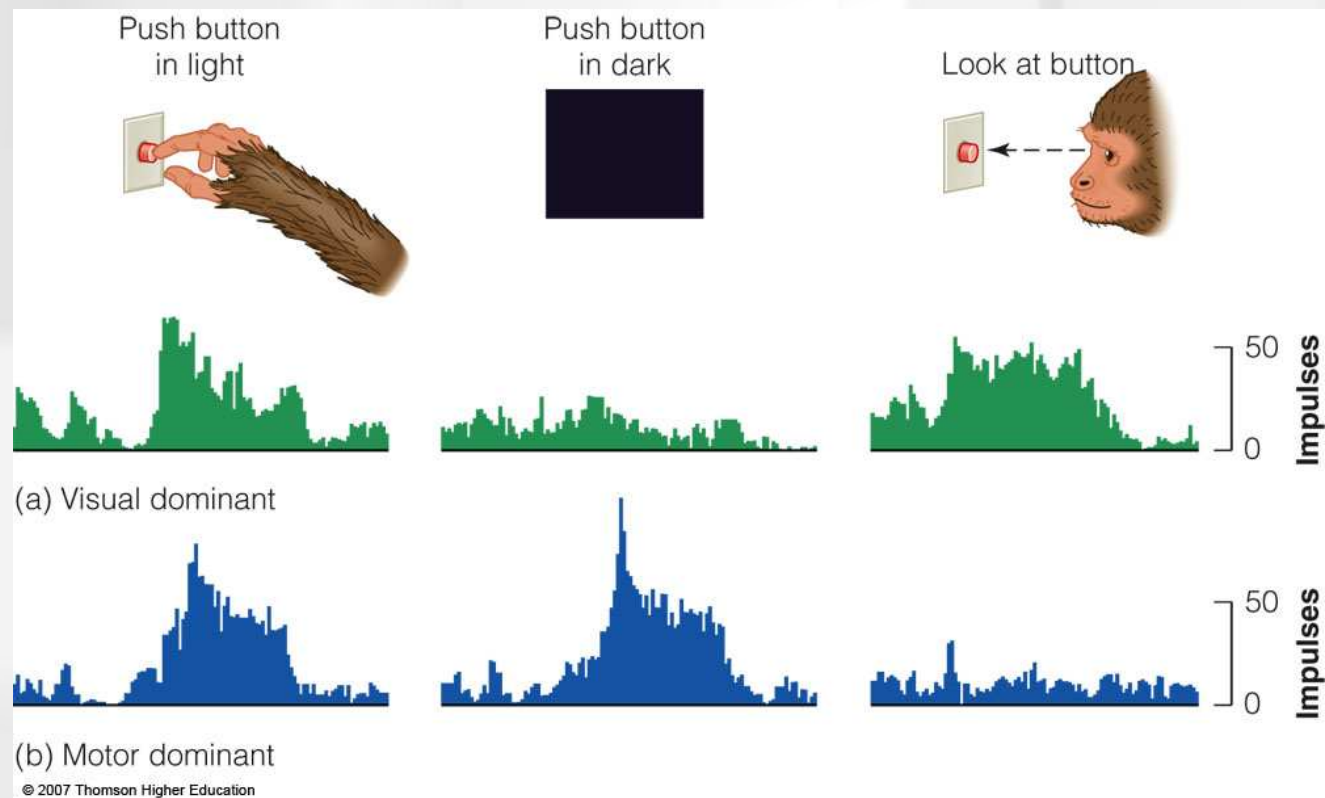 Push button
in light
Push button
in dark
Look at button
50
0
Impulses
(a) Visual dominant
50
0
Impulses
(b) Motor dominant
© 2007 Thomson Higher Education